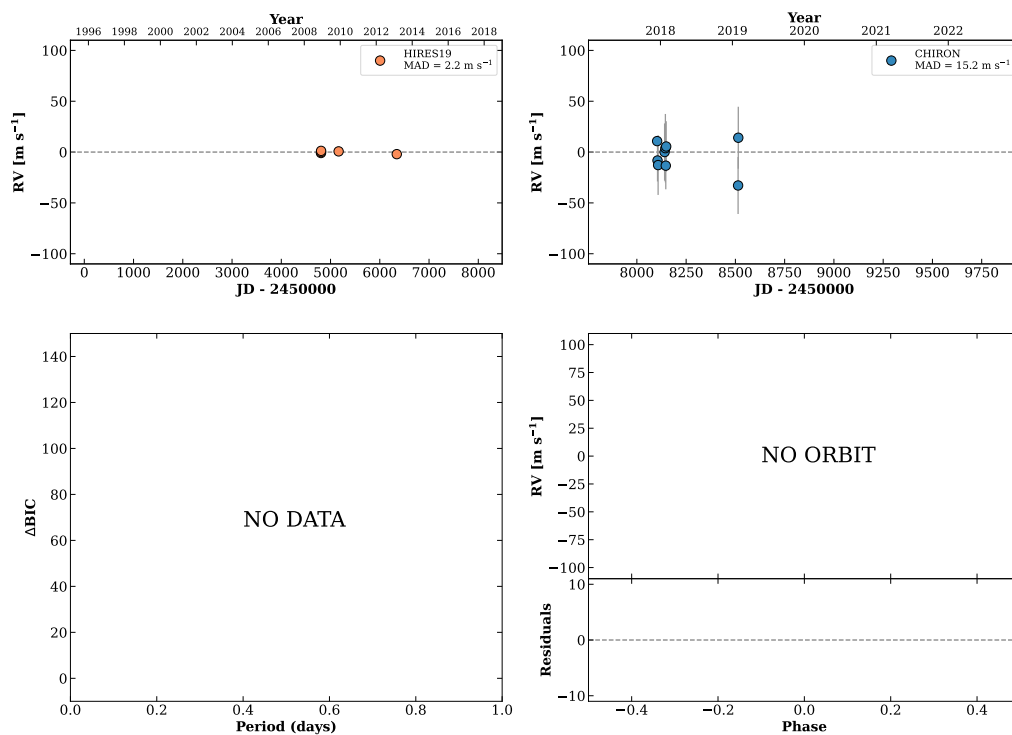 Year
1996 1998 2000 2002 2004 2006 2008 2010 2012 2014 2016 2018
HIRES19
MAD = 2.2 m s⁻¹
RV [m s⁻¹]
100
50
0
−50
−100
0 1000 2000 3000 4000 5000 6000 7000 8000
JD - 2450000
Year
2018 2019 2020 2021 2022
CHIRON
MAD = 15.2 m s⁻¹
RV [m s⁻¹]
100
50
0
−50
−100
8000 8250 8500 8750 9000 9250 9500 9750
JD - 2450000
ΔBIC
140
120
100
80
60
40
20
0
NO DATA
0.0 0.2 0.4 0.6 0.8 1.0
Period (days)
RV [m s⁻¹]
100
75
50
25
0
−25
−50
−75
−100
NO ORBIT
Residuals
10
0
−10
−0.4 −0.2 0.0 0.2 0.4
Phase